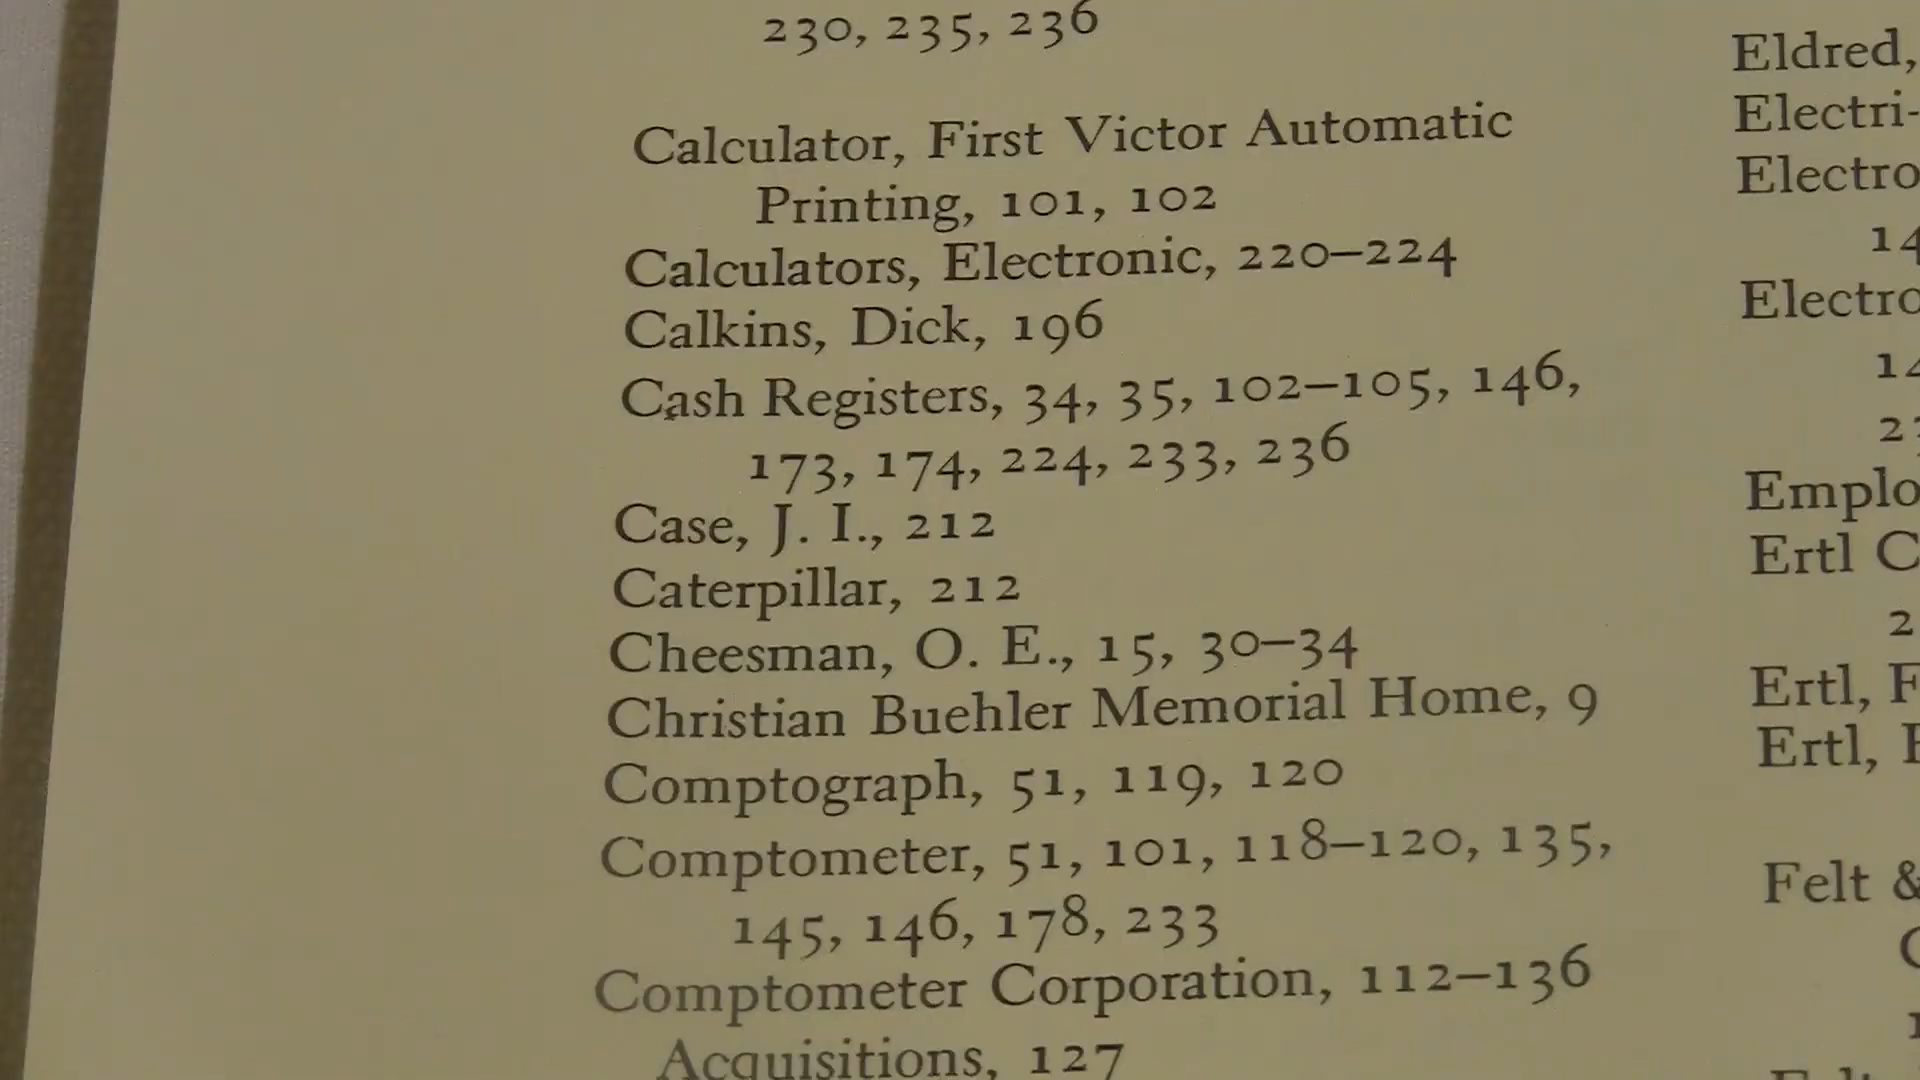 230, 235, 236
Calculator, First Victor Automatic
Printing, 101, 102
Calculators, Electronic, 220–224
Calkins, Dick, 196
Cash Registers, 34, 35, 102–105, 146,
173, 174, 224, 233, 236
Case, J. I., 212
Caterpillar, 212
Cheesman, O. E., 15, 30–34
Christian Buehler Memorial Home, 9
Comptograph, 51, 119, 120
Comptometer, 51, 101, 118–120, 135,
145, 146, 178, 233
Comptometer Corporation, 112–136
Acquisitions, 127
Eldred,
Electri-
Electro
14
Electro
14
Emplo
Ertl C
2
Ertl, F
Ertl,
Felt &